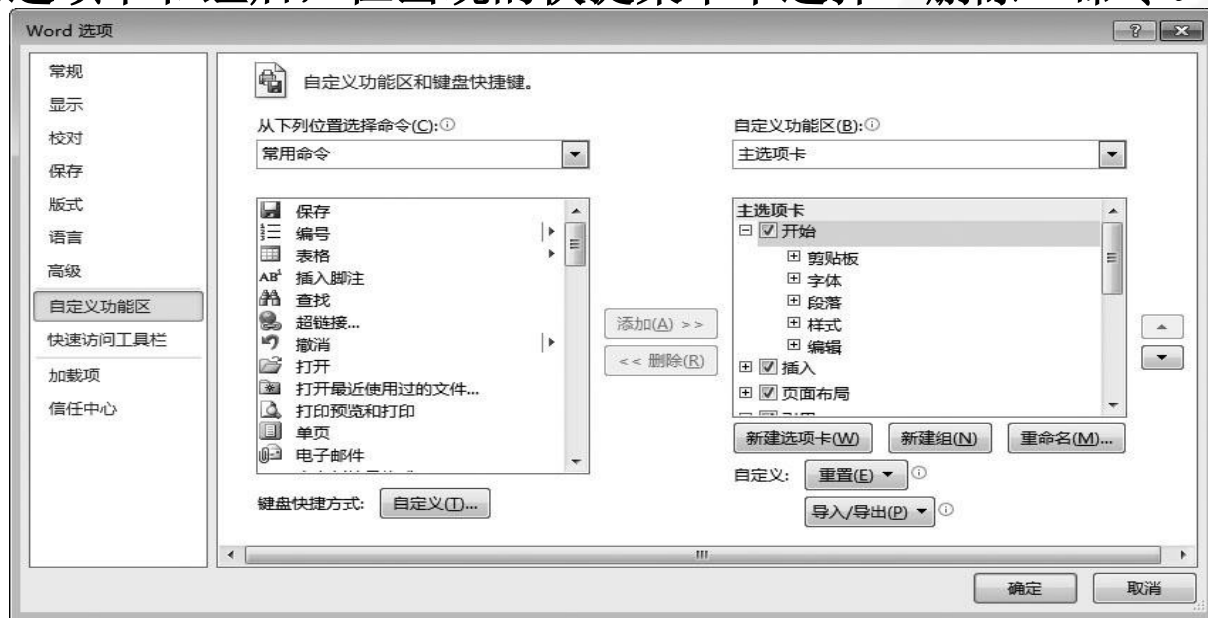 Word 选项
常规
显示
校对
保存
版式
语言
高级
自定义功能区
快速访问工具栏
加载项
信任中心
自定义功能区和键盘快捷键。
从下列位置选择命令(C):
常用命令
保存
编号
表格
AB¹ 插入脚注
查找
超链接...
撤消
打开
打开最近使用过的文件...
打印预览和打印
单页
电子邮件
键盘快捷方式: 自定义(T)...
添加(A) >>
<< 删除(R)
自定义功能区(B):
主选项卡
主选项卡
开始
剪贴板
字体
段落
样式
编辑
插入
页面布局
新建选项卡(W) 新建组(N) 重命名(M)...
自定义: 重置(E)
导入/导出(P)
确定 取消